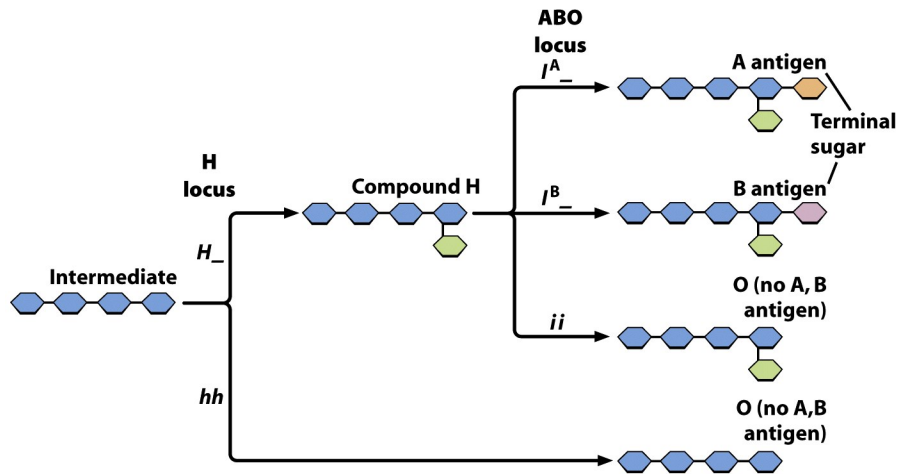 ABO
locus
I^A_
A antigen
Terminal
sugar
H
locus
Compound H
I^B_
B antigen
H_
Intermediate
O (no A, B
antigen)
ii
hh
O (no A,B
antigen)